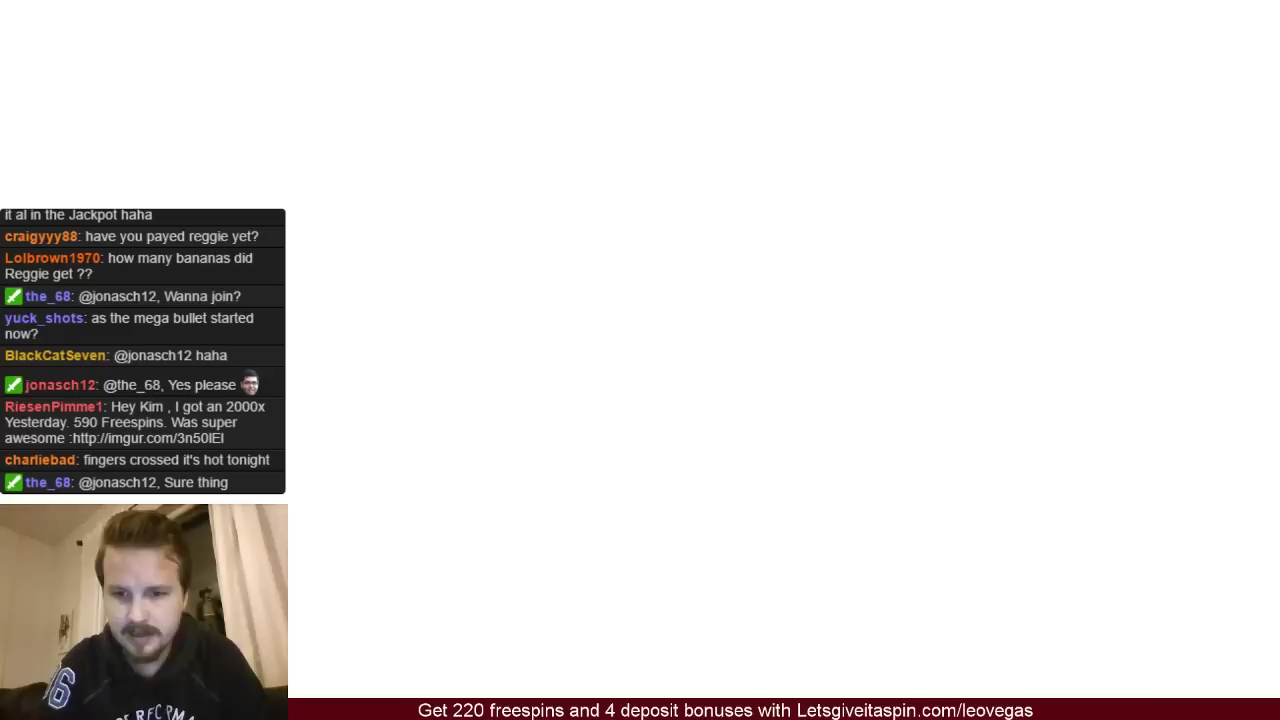 it al in the Jackpot haha
craigyyy88: have you payed reggie yet?
Lolbrown1970: how many bananas did
Reggie get ??
the_68: @jonasch12, Wanna join?
yuck_shots: as the mega bullet started
now?
BlackCatSeven: @jonasch12 haha
jonasch12: @the_68, Yes please
RiesenPimme1: Hey Kim , I got an 2000x
Yesterday. 590 Freespins. Was super
awesome :http://imgur.com/3n50lEl
charliebad: fingers crossed it's hot tonight
the_68: @jonasch12, Sure thing
Get 220 freespins and 4 deposit bonuses with Letsgiveitaspin.com/leovegas